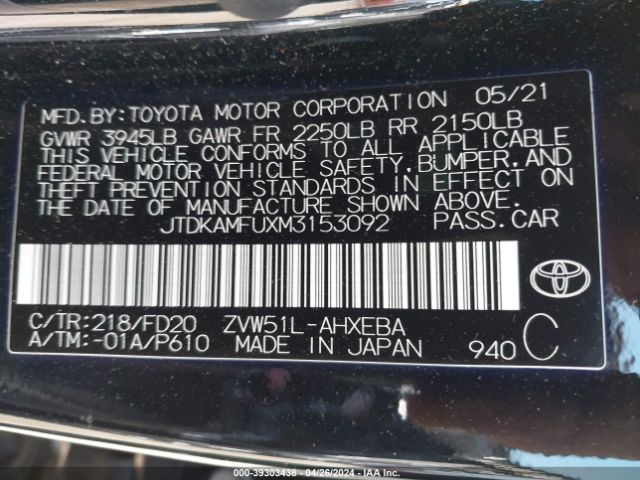 MFD. BY: TOYOTA MOTOR CORPORATION 05/21
GVWR 3945LB GAWR FR 2250LB RR 2150LB
THIS VEHICLE CONFORMS TO ALL APPLICABLE
FEDERAL MOTOR VEHICLE SAFETY, BUMPER, AND
THEFT PREVENTION STANDARDS IN EFFECT ON
THE DATE OF MANUFACTURE SHOWN ABOVE.
JTDKAMFUXM3153092 PASS.CAR
C/TR:218/FD20 ZVW51L-AHXEBA
A/TM:-01A/P610 MADE IN JAPAN 940 C
000-39303438 - 04/26/2024 - IAA Inc.